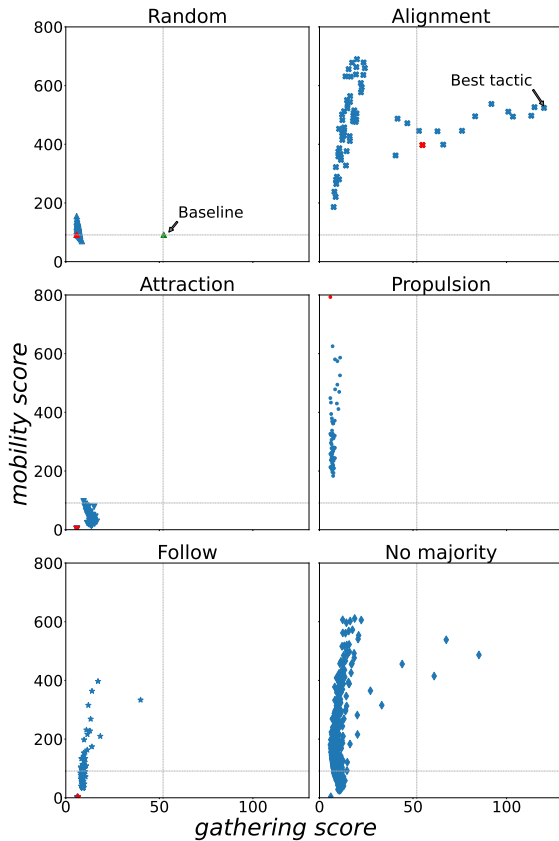 Random
Alignment
800
600
400
200
0
Baseline
Best tactic
Attraction
Propulsion
800
600
400
200
0
mobility score
Follow
No majority
800
600
400
200
0
0
50
100
0
50
100
gathering score